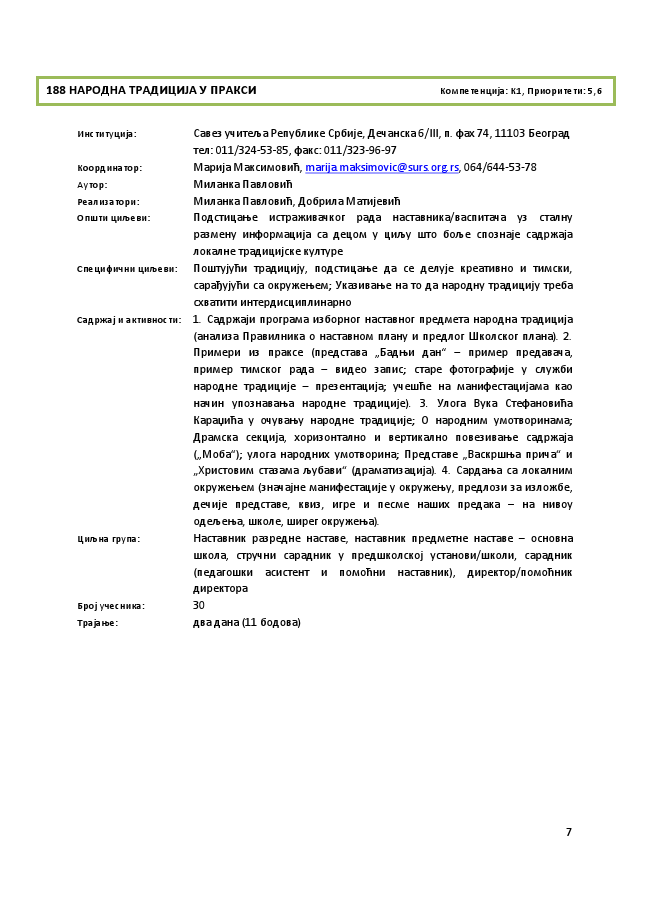 188 НАРОДНА ТРАДИЦИЈА У ПРАКСИ Компетенција: К1, Приоритети: 5,6
Институција: Савез учитеља Републике Србије, Дечанска 6/III, п. фах 74, 11103 Београд
тел: 011/324-53-85, факс: 011/323-96-97
Координатор: Марија Максимовић, marija.maksimovic@surs.org.rs, 064/644-53-78
Аутор: Миланка Павловић
Реализатори: Миланка Павловић, Добрила Матијевић
Општи циљеви: Подстицање истраживачког рада наставника/васпитача уз сталну
размену информација са децом у циљу што боље спознаје садржаја
локалне традицијске културе
Специфични циљеви: Поштујући традицију, подстицање да се делује креативно и тимски,
сарађујући са окружењем; Указивање на то да народну традицију треба
схватити интердисциплинарно
Садржај и активности: 1. Садржаји програма изборног наставног предмета народна традиција
(анализа Правилника о наставном плану и предлог Школског плана). 2.
Примери из праксе (представа „Бадњи дан“ – пример предавача,
пример тимског рада – видео запис; старе фотографије у служби
народне традиције – презентација; учешће на манифестацијама као
начин упознавања народне традиције). 3. Улога Вука Стефановића
Караџића у очувању народне традиције; О народним умотворинама;
Драмска секција, хоризонтално и вертикално повезивање садржаја
(„Моба“); улога народних умотворина; Представе „Васкршња прича“ и
„Христовим стазама љубави“ (драматизација). 4. Сардања са локалним
окружењем (значајне манифестације у окружењу, предлози за изложбе,
дечије представе, квиз, игре и песме наших предака – на нивоу
одељења, школе, ширег окружења).
Циљна група: Наставник разредне наставе, наставник предметне наставе – основна
школа, стручни сарадник у предшколској установи/школи, сарадник
(педагошки асистент и помоћни наставник), директор/помоћник
директора
Број учесника: 30
Трајање: два дана (11 бодова)
7